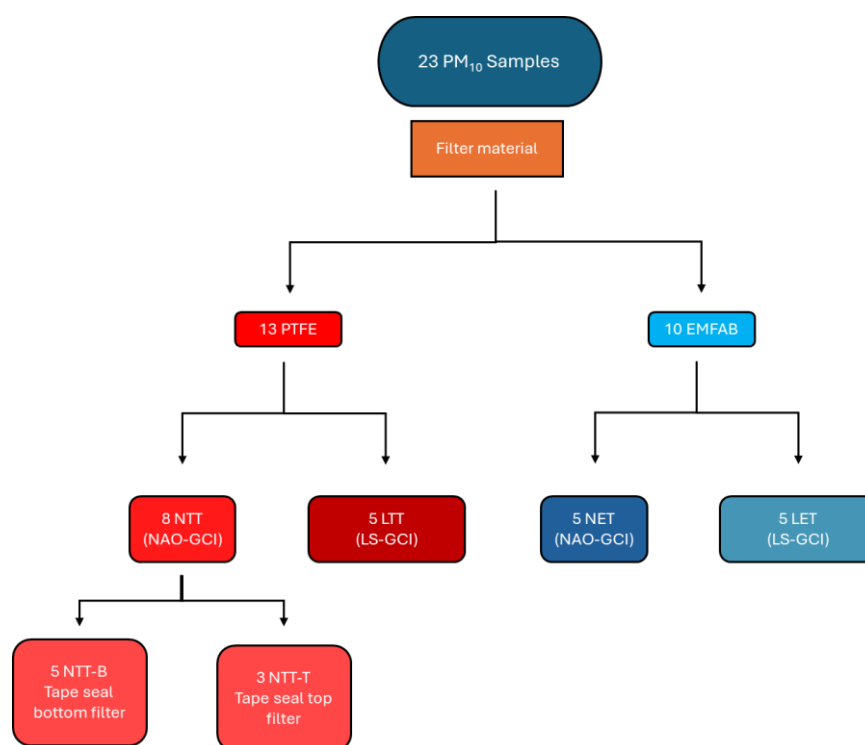 23 PM₁₀ Samples
Filter material
13 PTFE
10 EMFAB
8 NTT
(NAO-GCI)
5 LTT
(LS-GCI)
5 NET
(NAO-GCI)
5 LET
(LS-GCI)
5 NTT-B
Tape seal
bottom filter
3 NTT-T
Tape seal top
filter